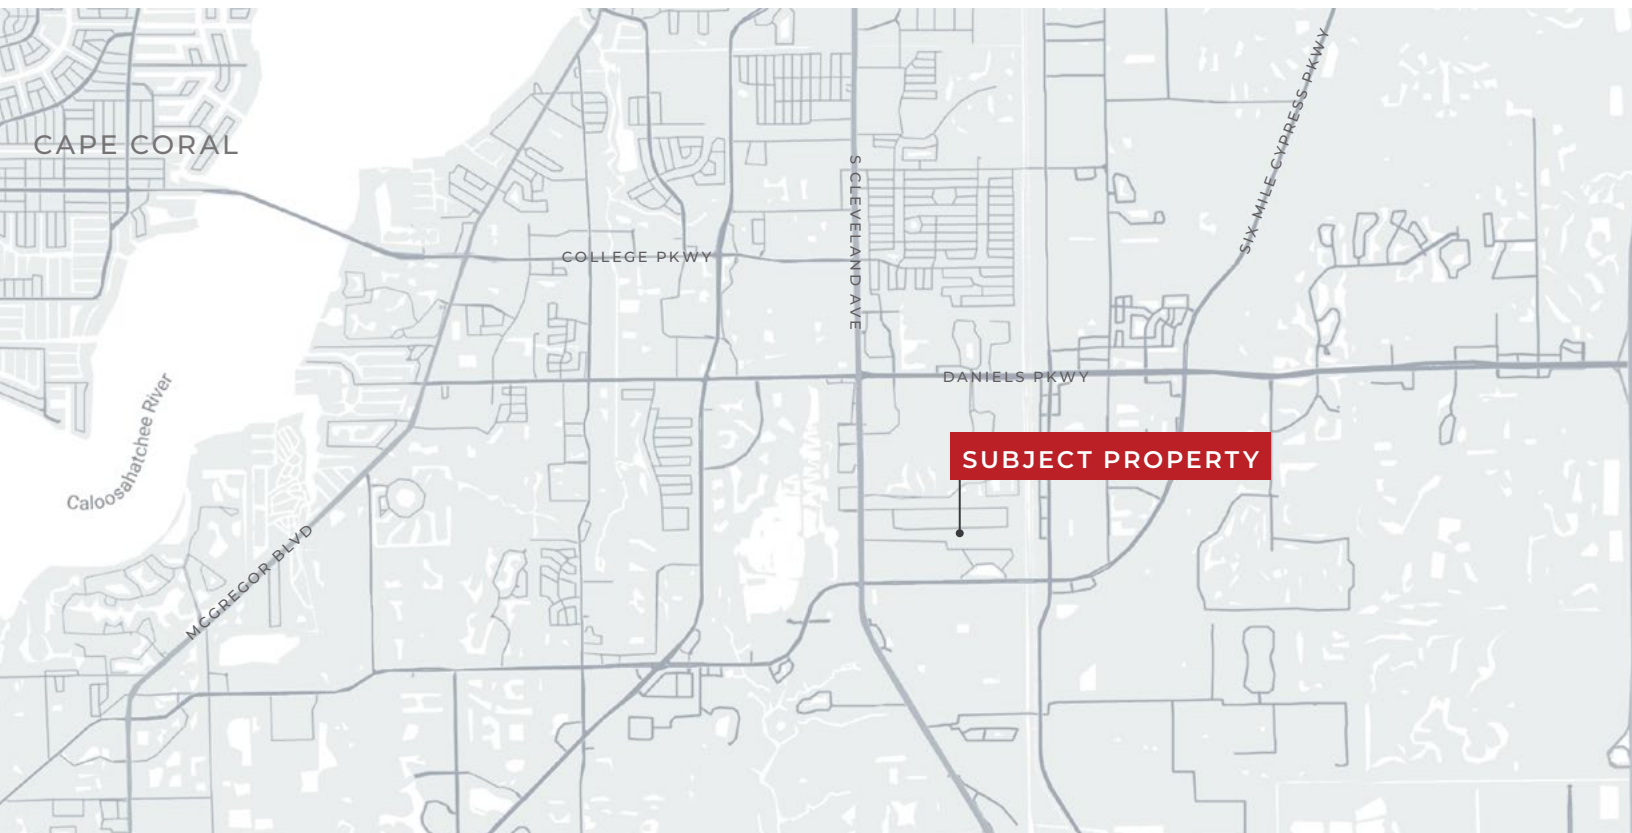 CAPE CORAL
SIX MILE CYPRESS PKWY
S CLEVELAND AVE
COLLEGE PKWY
DANIELS PKWY
Caloosahatchee River
SUBJECT PROPERTY
MCGREGOR BLVD